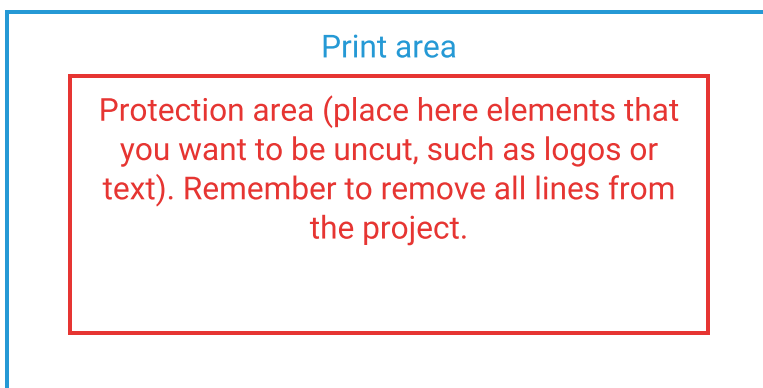 Print area
Protection area (place here elements that
you want to be uncut, such as logos or
text). Remember to remove all lines from
the project.